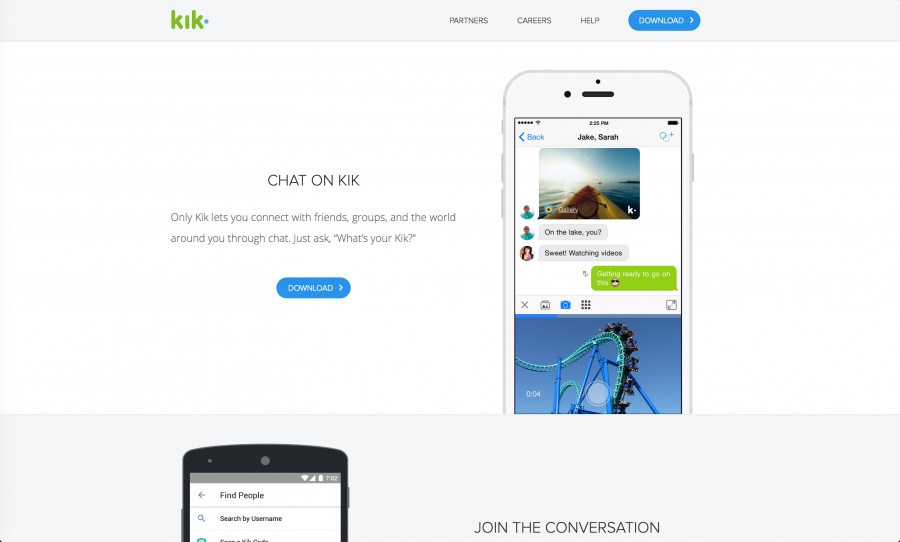 kik.
PARTNERS
CAREERS
HELP
DOWNLOAD
2:25 PM
Back
Jake, Sarah
CHAT ON KIK
Only Kik lets you connect with friends, groups, and the world
around you through chat. Just ask, “What’s your Kik?”
DOWNLOAD
Gallery
k·
On the lake, you?
Sweet! Watching videos
Getting ready to go on
this
0:04
7:02
Find People
Search by Username
Scan a Kik Code
JOIN THE CONVERSATION